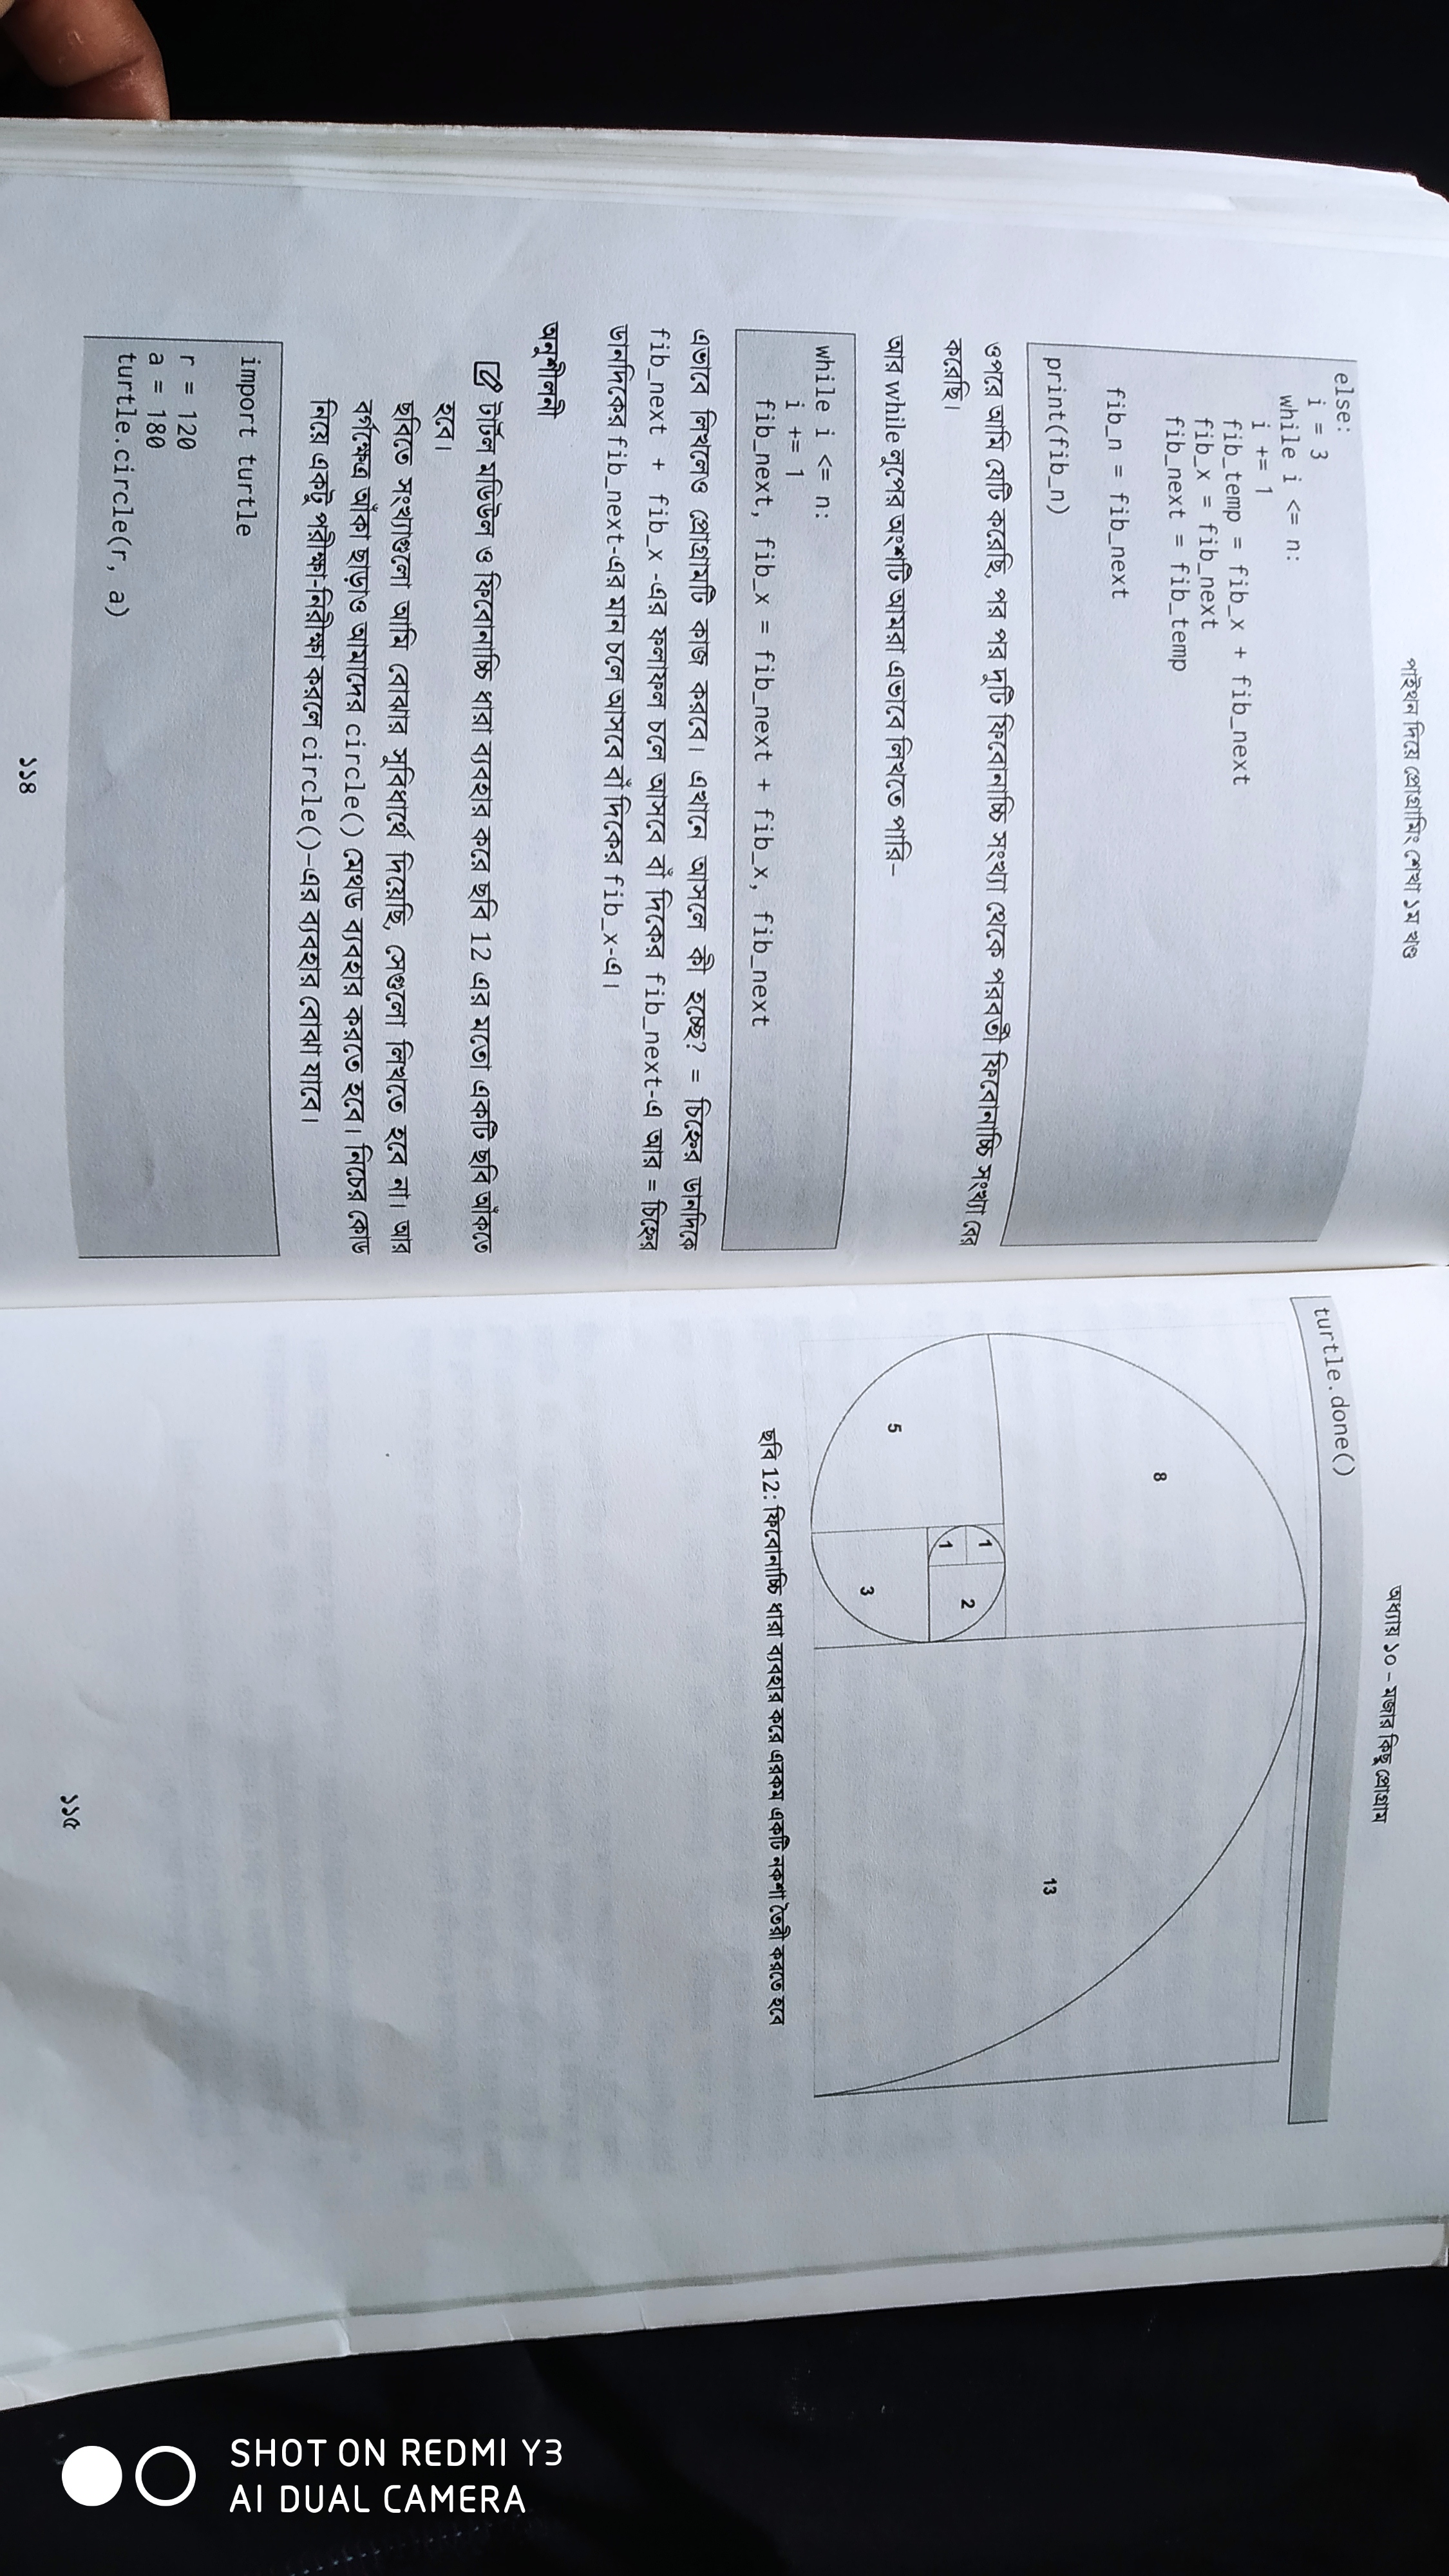 পাইথন দিয়ে প্রোগ্রামিং শেখা ১ম খণ্ড
else:
i = 3
while i <= n:
i += 1
fib_temp = fib_x + fib_next
fib_x = fib_next
fib_next = fib_temp
fib_n = fib_next
print(fib_n)
ওপরে আমি যেটি করেছি, পর পর দুটি ফিবোনাচ্চি সংখ্যা থেকে পরবর্তী ফিবোনাচ্চি সংখ্যা বের
করেছি।
আর while লুপের অংশটি আমরা এভাবে লিখতে পারি–
while i <= n:
i += 1
fib_next, fib_x = fib_next + fib_x, fib_next
এভাবে লিখলেও প্রোগ্রামটি কাজ করবে। এখানে আসলে কী হচ্ছে? = চিহ্নের ডানদিকে
fib_next + fib_x -এর ফলাফল চলে আসবে বাঁ দিকের fib_next-এ আর = চিহ্নের
ডানদিকের fib_next-এর মান চলে আসবে বাঁ দিকের fib_x-এ।
অনুশীলনী
টার্টল মডিউল ও ফিবোনাচ্চি ধারা ব্যবহার করে ছবি 12 এর মতো একটি ছবি আঁকতে
হবে।
ছবিতে সংখ্যাগুলো আমি বোঝার সুবিধার্থে দিয়েছি, সেগুলো লিখতে হবে না। আর
বর্গক্ষেত্র আঁকা ছাড়াও আমাদের circle() মেথড ব্যবহার করতে হবে। নিচের কোড
নিয়ে একটু পরীক্ষা-নিরীক্ষা করলে circle()-এর ব্যবহার বোঝা যাবে।
import turtle
r = 120
a = 180
turtle.circle(r, a)
১১৪
অধ্যায় ১০ – মজার কিছু প্রোগ্রাম
turtle.done()
8
5
1
1
2
3
13
ছবি 12: ফিবোনাচ্চি ধারা ব্যবহার করে এরকম একটি নকশা তৈরী করতে হবে
১১৫
SHOT ON REDMI Y3
AI DUAL CAMERA